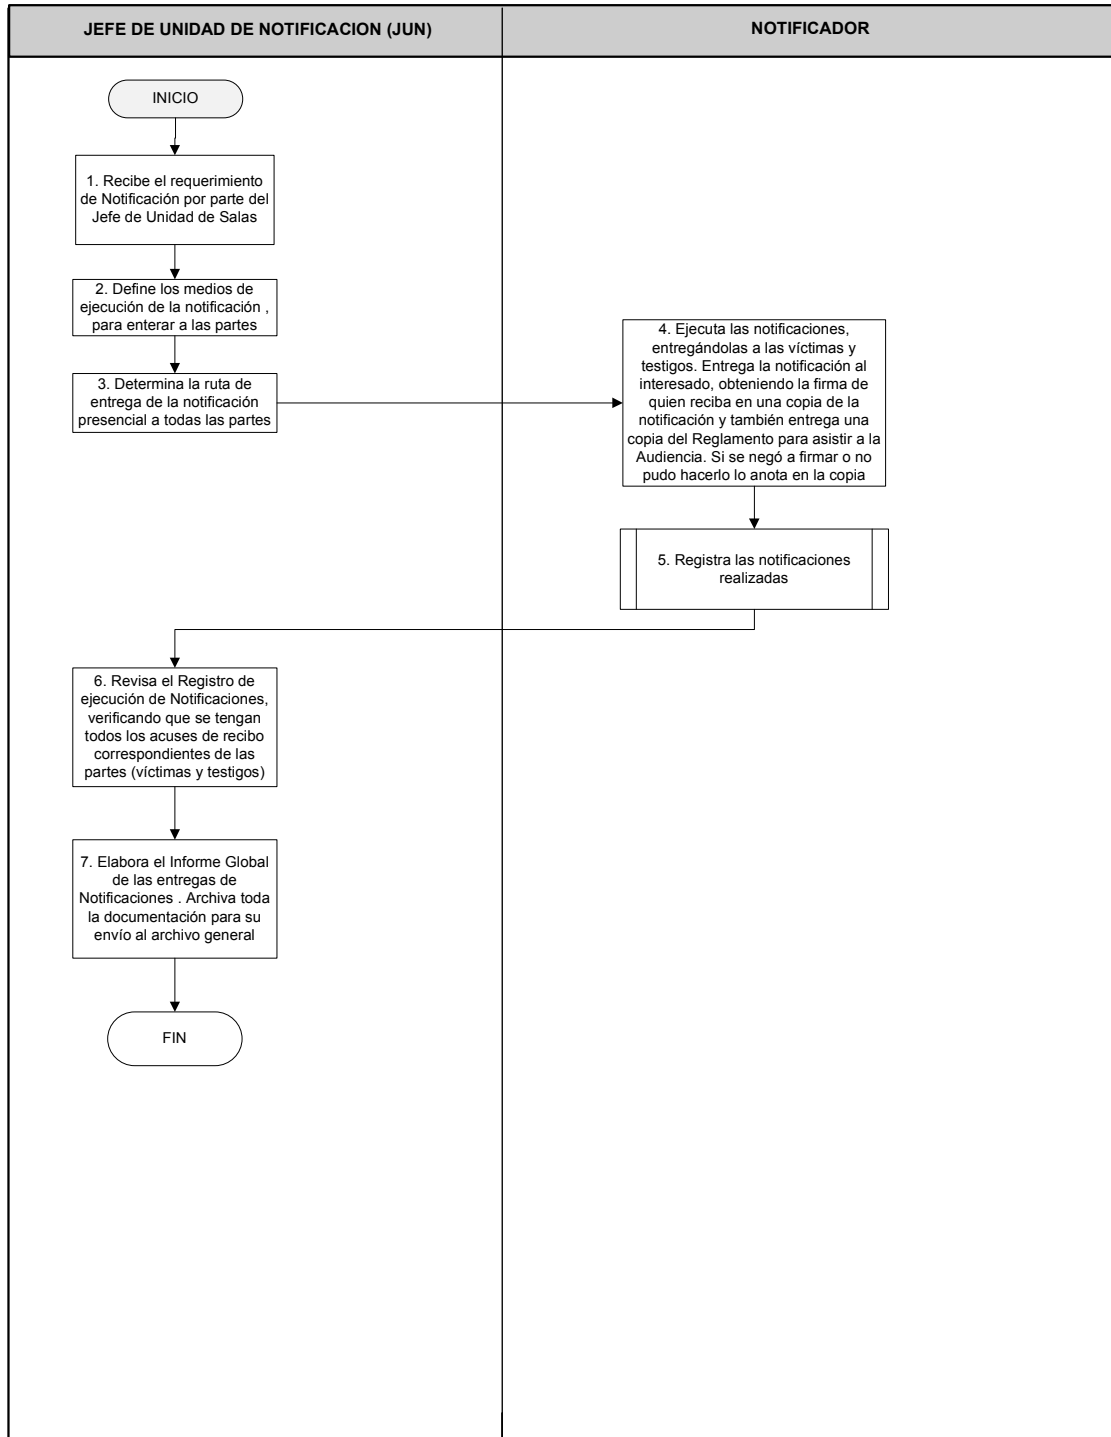 JEFE DE UNIDAD DE NOTIFICACION (JUN)
NOTIFICADOR
INICIO
1. Recibe el requerimiento
de Notificación por parte del
Jefe de Unidad de Salas
2. Define los medios de
ejecución de la notificación ,
para enterar a las partes
3. Determina la ruta de
entrega de la notificación
presencial a todas las partes
4. Ejecuta las notificaciones,
entregándolas a las víctimas y
testigos. Entrega la notificación al
interesado, obteniendo la firma de
quien reciba en una copia de la
notificación y también entrega una
copia del Reglamento para asistir a la
Audiencia. Si se negó a firmar o no
pudo hacerlo lo anota en la copia
5. Registra las notificaciones
realizadas
6. Revisa el Registro de
ejecución de Notificaciones,
verificando que se tengan
todos los acuses de recibo
correspondientes de las
partes (víctimas y testigos)
7. Elabora el Informe Global
de las entregas de
Notificaciones . Archiva toda
la documentación para su
envío al archivo general
FIN